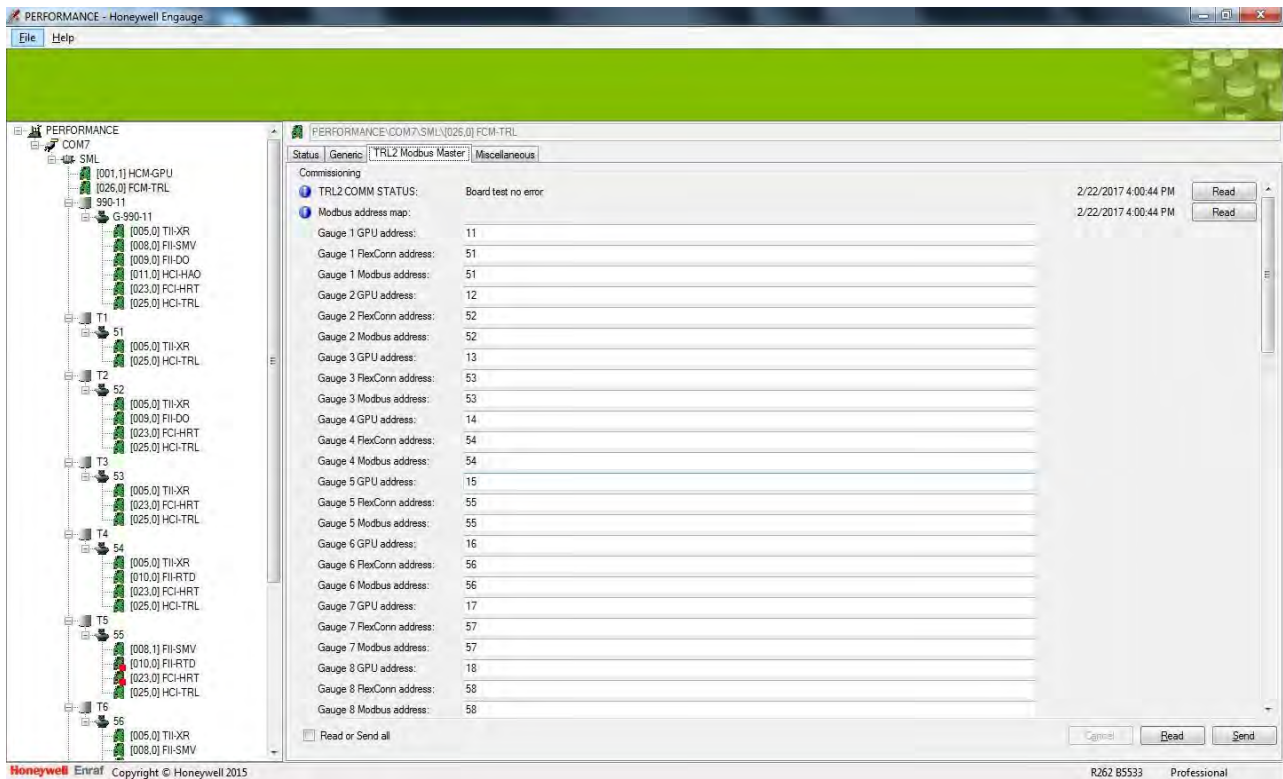 PERFORMANCE - Honeywell Engauge
File Help
PERFORMANCE
COM7
SML
[001,1] HCM-GPU
[026,0] FCM-TRL
990-11
G-990-11
[005,0] TII-XR
[008,0] FII-SMV
[009,0] FII-DO
[011,0] HCI-HAO
[023,0] FCI-HRT
[025,0] HCI-TRL
T1
51
[005,0] TII-XR
[025,0] HCI-TRL
T2
52
[005,0] TII-XR
[009,0] FII-DO
[023,0] FCI-HRT
[025,0] HCI-TRL
T3
53
[005,0] TII-XR
[023,0] FCI-HRT
[025,0] HCI-TRL
T4
54
[005,0] TII-XR
[010,0] FII-RTD
[023,0] FCI-HRT
[025,0] HCI-TRL
T5
55
[008,1] FII-SMV
[010,0] FII-RTD
[023,0] FCI-HRT
[025,0] HCI-TRL
T6
56
[005,0] TII-XR
[008,0] FII-SMV
PERFORMANCE\COM7\SML\[026,0] FCM-TRL
Status Generic TRL2 Modbus Master Miscellaneous
Commissioning
TRL2 COMM STATUS: Board test no error 2/22/2017 4:00:44 PM Read
Modbus address map: 2/22/2017 4:00:44 PM Read
Gauge 1 GPU address: 11
Gauge 1 FlexConn address: 51
Gauge 1 Modbus address: 51
Gauge 2 GPU address: 12
Gauge 2 FlexConn address: 52
Gauge 2 Modbus address: 52
Gauge 3 GPU address: 13
Gauge 3 FlexConn address: 53
Gauge 3 Modbus address: 53
Gauge 4 GPU address: 14
Gauge 4 FlexConn address: 54
Gauge 4 Modbus address: 54
Gauge 5 GPU address: 15
Gauge 5 FlexConn address: 55
Gauge 5 Modbus address: 55
Gauge 6 GPU address: 16
Gauge 6 FlexConn address: 56
Gauge 6 Modbus address: 56
Gauge 7 GPU address: 17
Gauge 7 FlexConn address: 57
Gauge 7 Modbus address: 57
Gauge 8 GPU address: 18
Gauge 8 FlexConn address: 58
Gauge 8 Modbus address: 58
Read or Send all Cancel Read Send
Honeywell Enraf Copyright © Honeywell 2015 R262 B5533 Professional